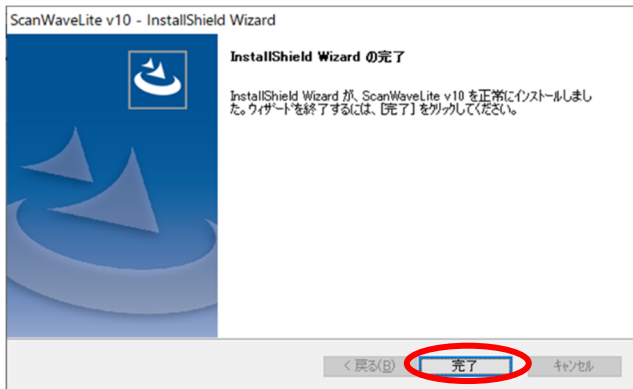 ScanWaveLite v10 - InstallShield Wizard
InstallShield Wizard の完了
InstallShield Wizard が、ScanWaveLite v10 を正常にインストールしまし
た。ウィザードを終了するには、[完了] をクリックしてください。
< 戻る(B)
完了
キャンセル